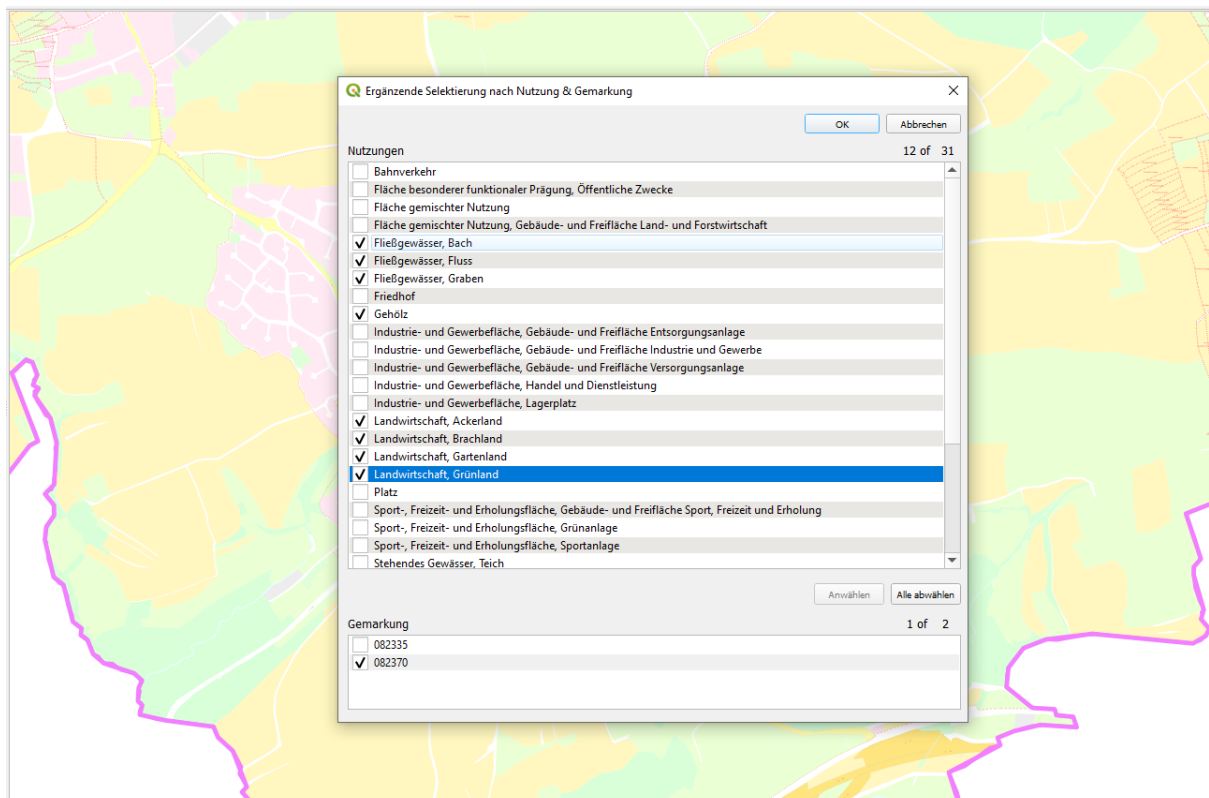 Ergänzende Selektierung nach Nutzung & Gemarkung
OK Abbrechen
Nutzungen 12 of 31
Bahnverkehr
Fläche besonderer funktionaler Prägung, Öffentliche Zwecke
Fläche gemischter Nutzung
Fläche gemischter Nutzung, Gebäude- und Freifläche Land- und Forstwirtschaft
Fließgewässer, Bach
Fließgewässer, Fluss
Fließgewässer, Graben
Friedhof
Gehölz
Industrie- und Gewerbefläche, Gebäude- und Freifläche Entsorgungsanlage
Industrie- und Gewerbefläche, Gebäude- und Freifläche Industrie und Gewerbe
Industrie- und Gewerbefläche, Gebäude- und Freifläche Versorgungsanlage
Industrie- und Gewerbefläche, Handel und Dienstleistung
Industrie- und Gewerbefläche, Lagerplatz
Landwirtschaft, Ackerland
Landwirtschaft, Brachland
Landwirtschaft, Gartenland
Landwirtschaft, Grünland
Platz
Sport-, Freizeit- und Erholungsfläche, Gebäude- und Freifläche Sport, Freizeit und Erholung
Sport-, Freizeit- und Erholungsfläche, Grünanlage
Sport-, Freizeit- und Erholungsfläche, Sportanlage
Stehendes Gewässer, Teich
Anwählen Alle abwählen
Gemarkung 1 of 2
082335
082370